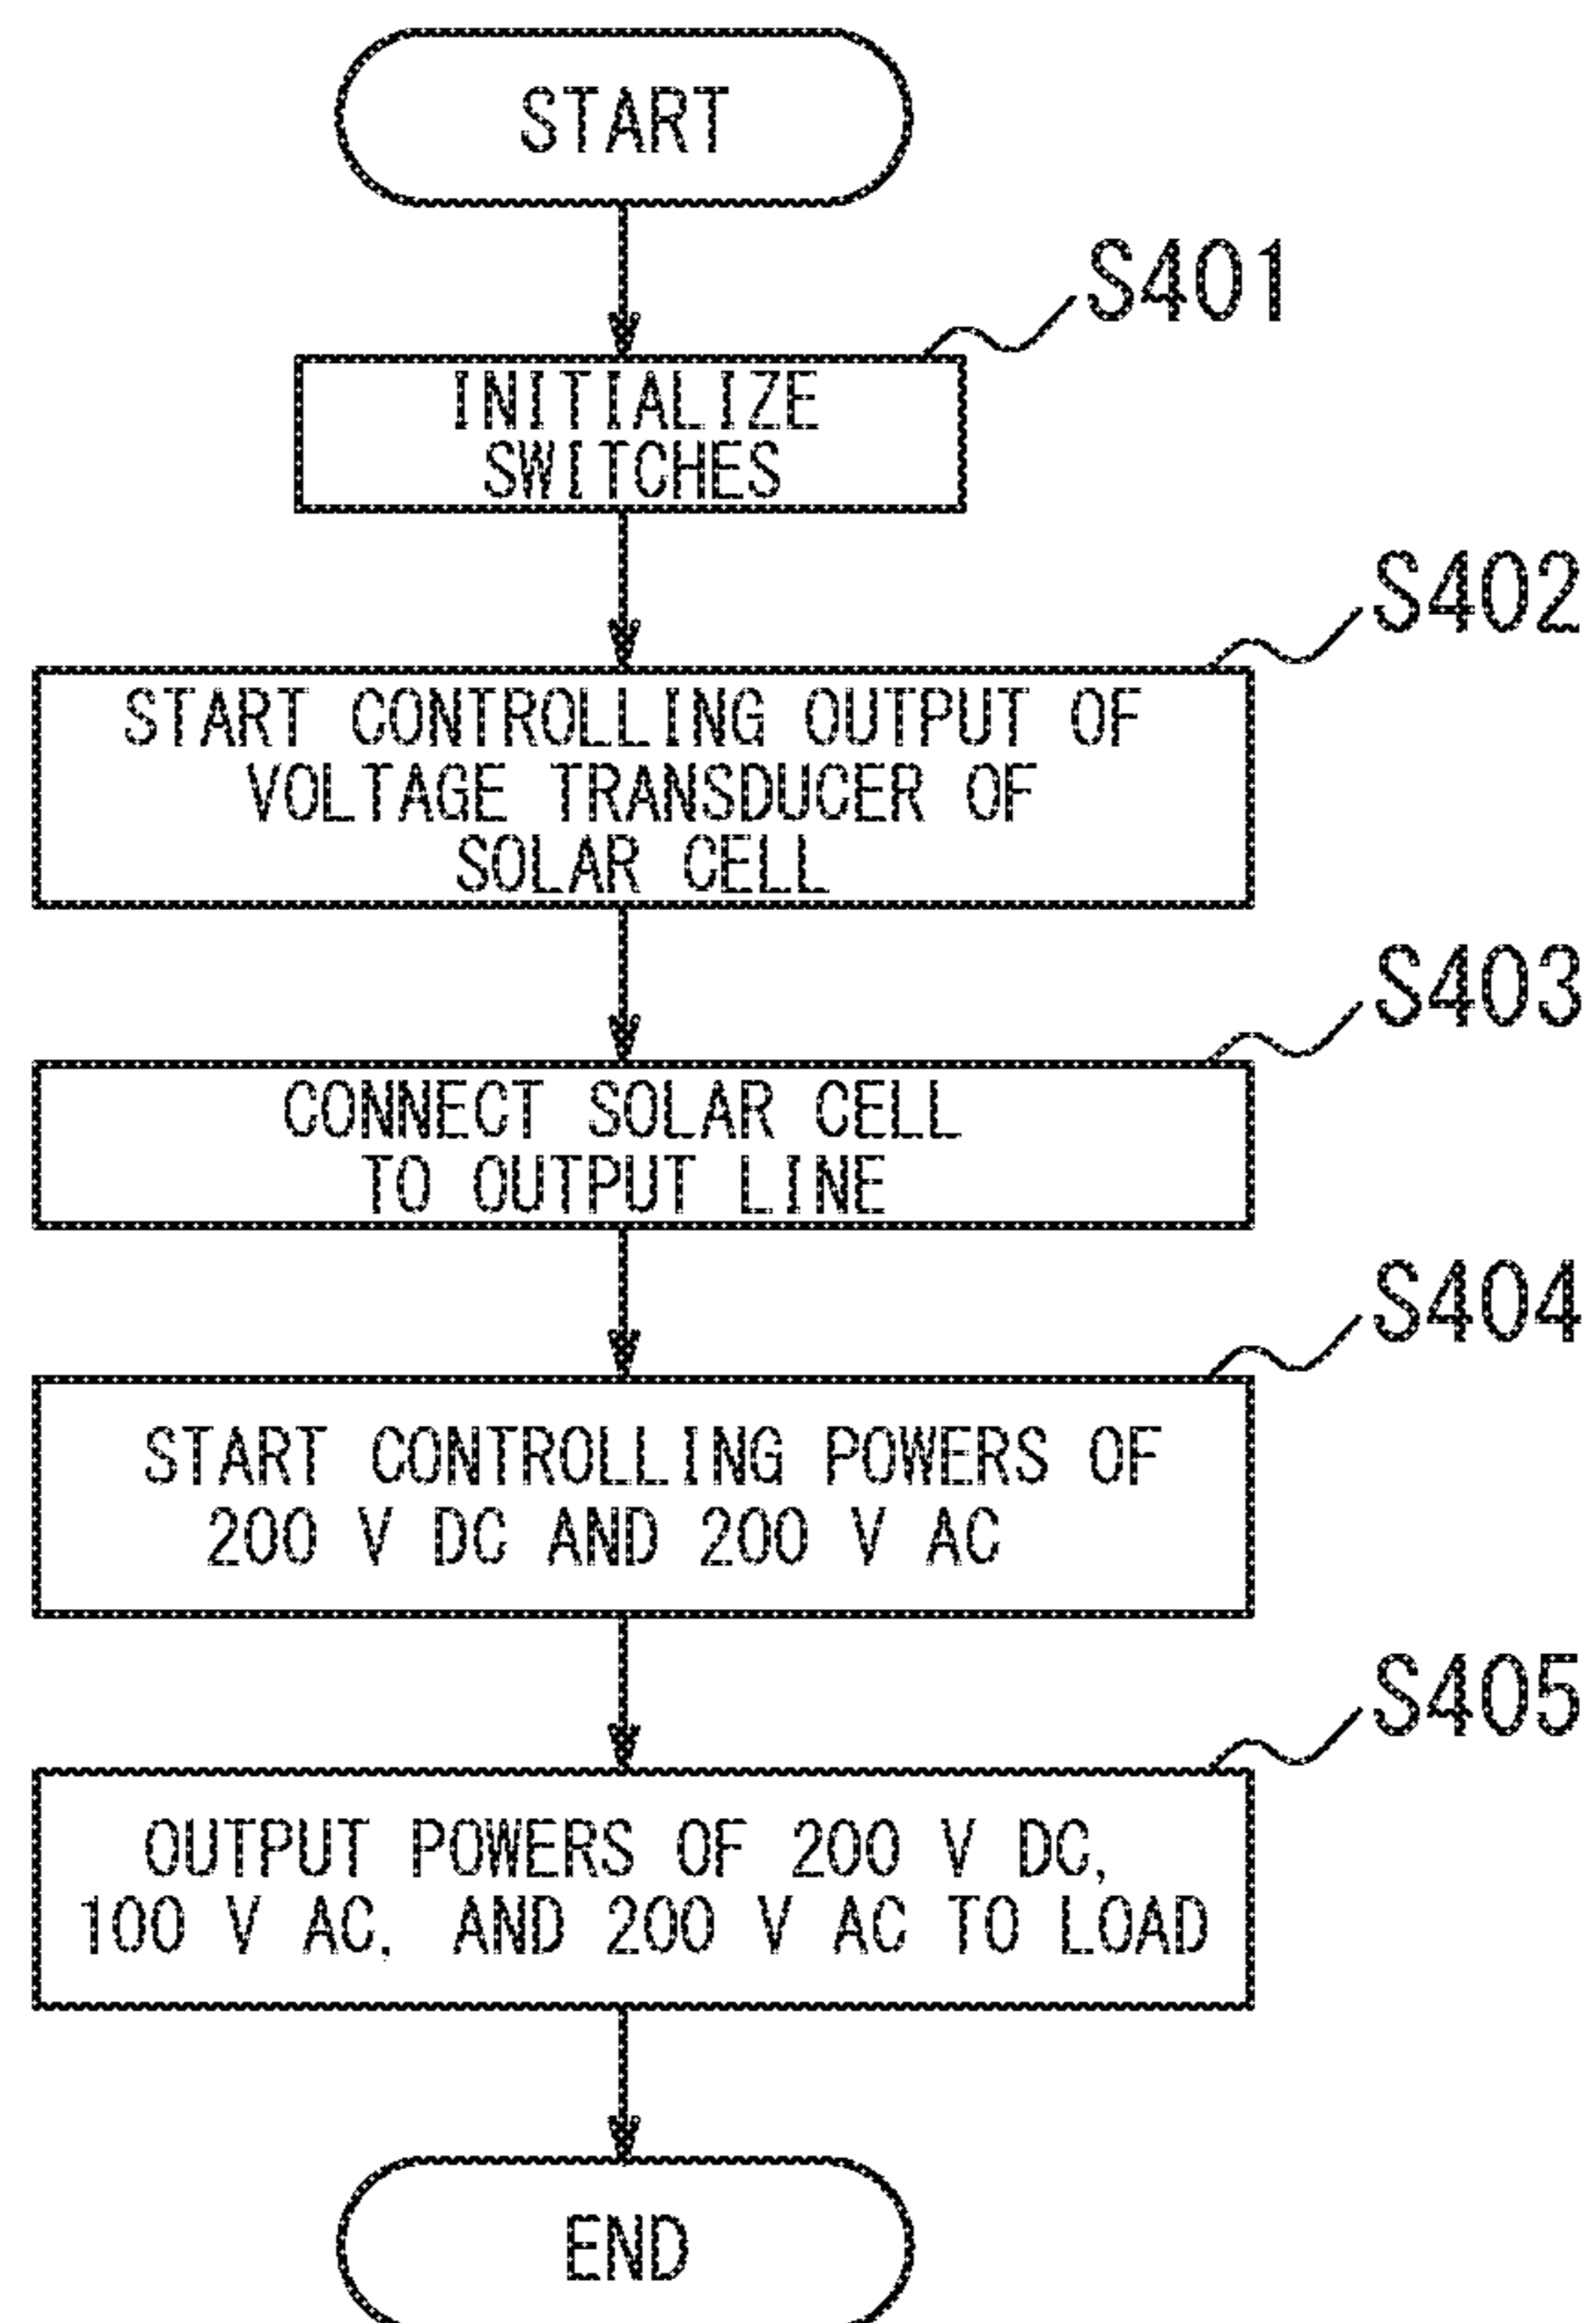 START
S401
INITIALIZE
SWITCHES
S402
START CONTROLLING OUTPUT OF
VOLTAGE TRANSDUCER OF
SOLAR CELL
S403
CONNECT SOLAR CELL
TO OUTPUT LINE
S404
START CONTROLLING POWERS OF
200 V DC AND 200 V AC
S405
OUTPUT POWERS OF 200 V DC,
100 V AC, AND 200 V AC TO LOAD
END